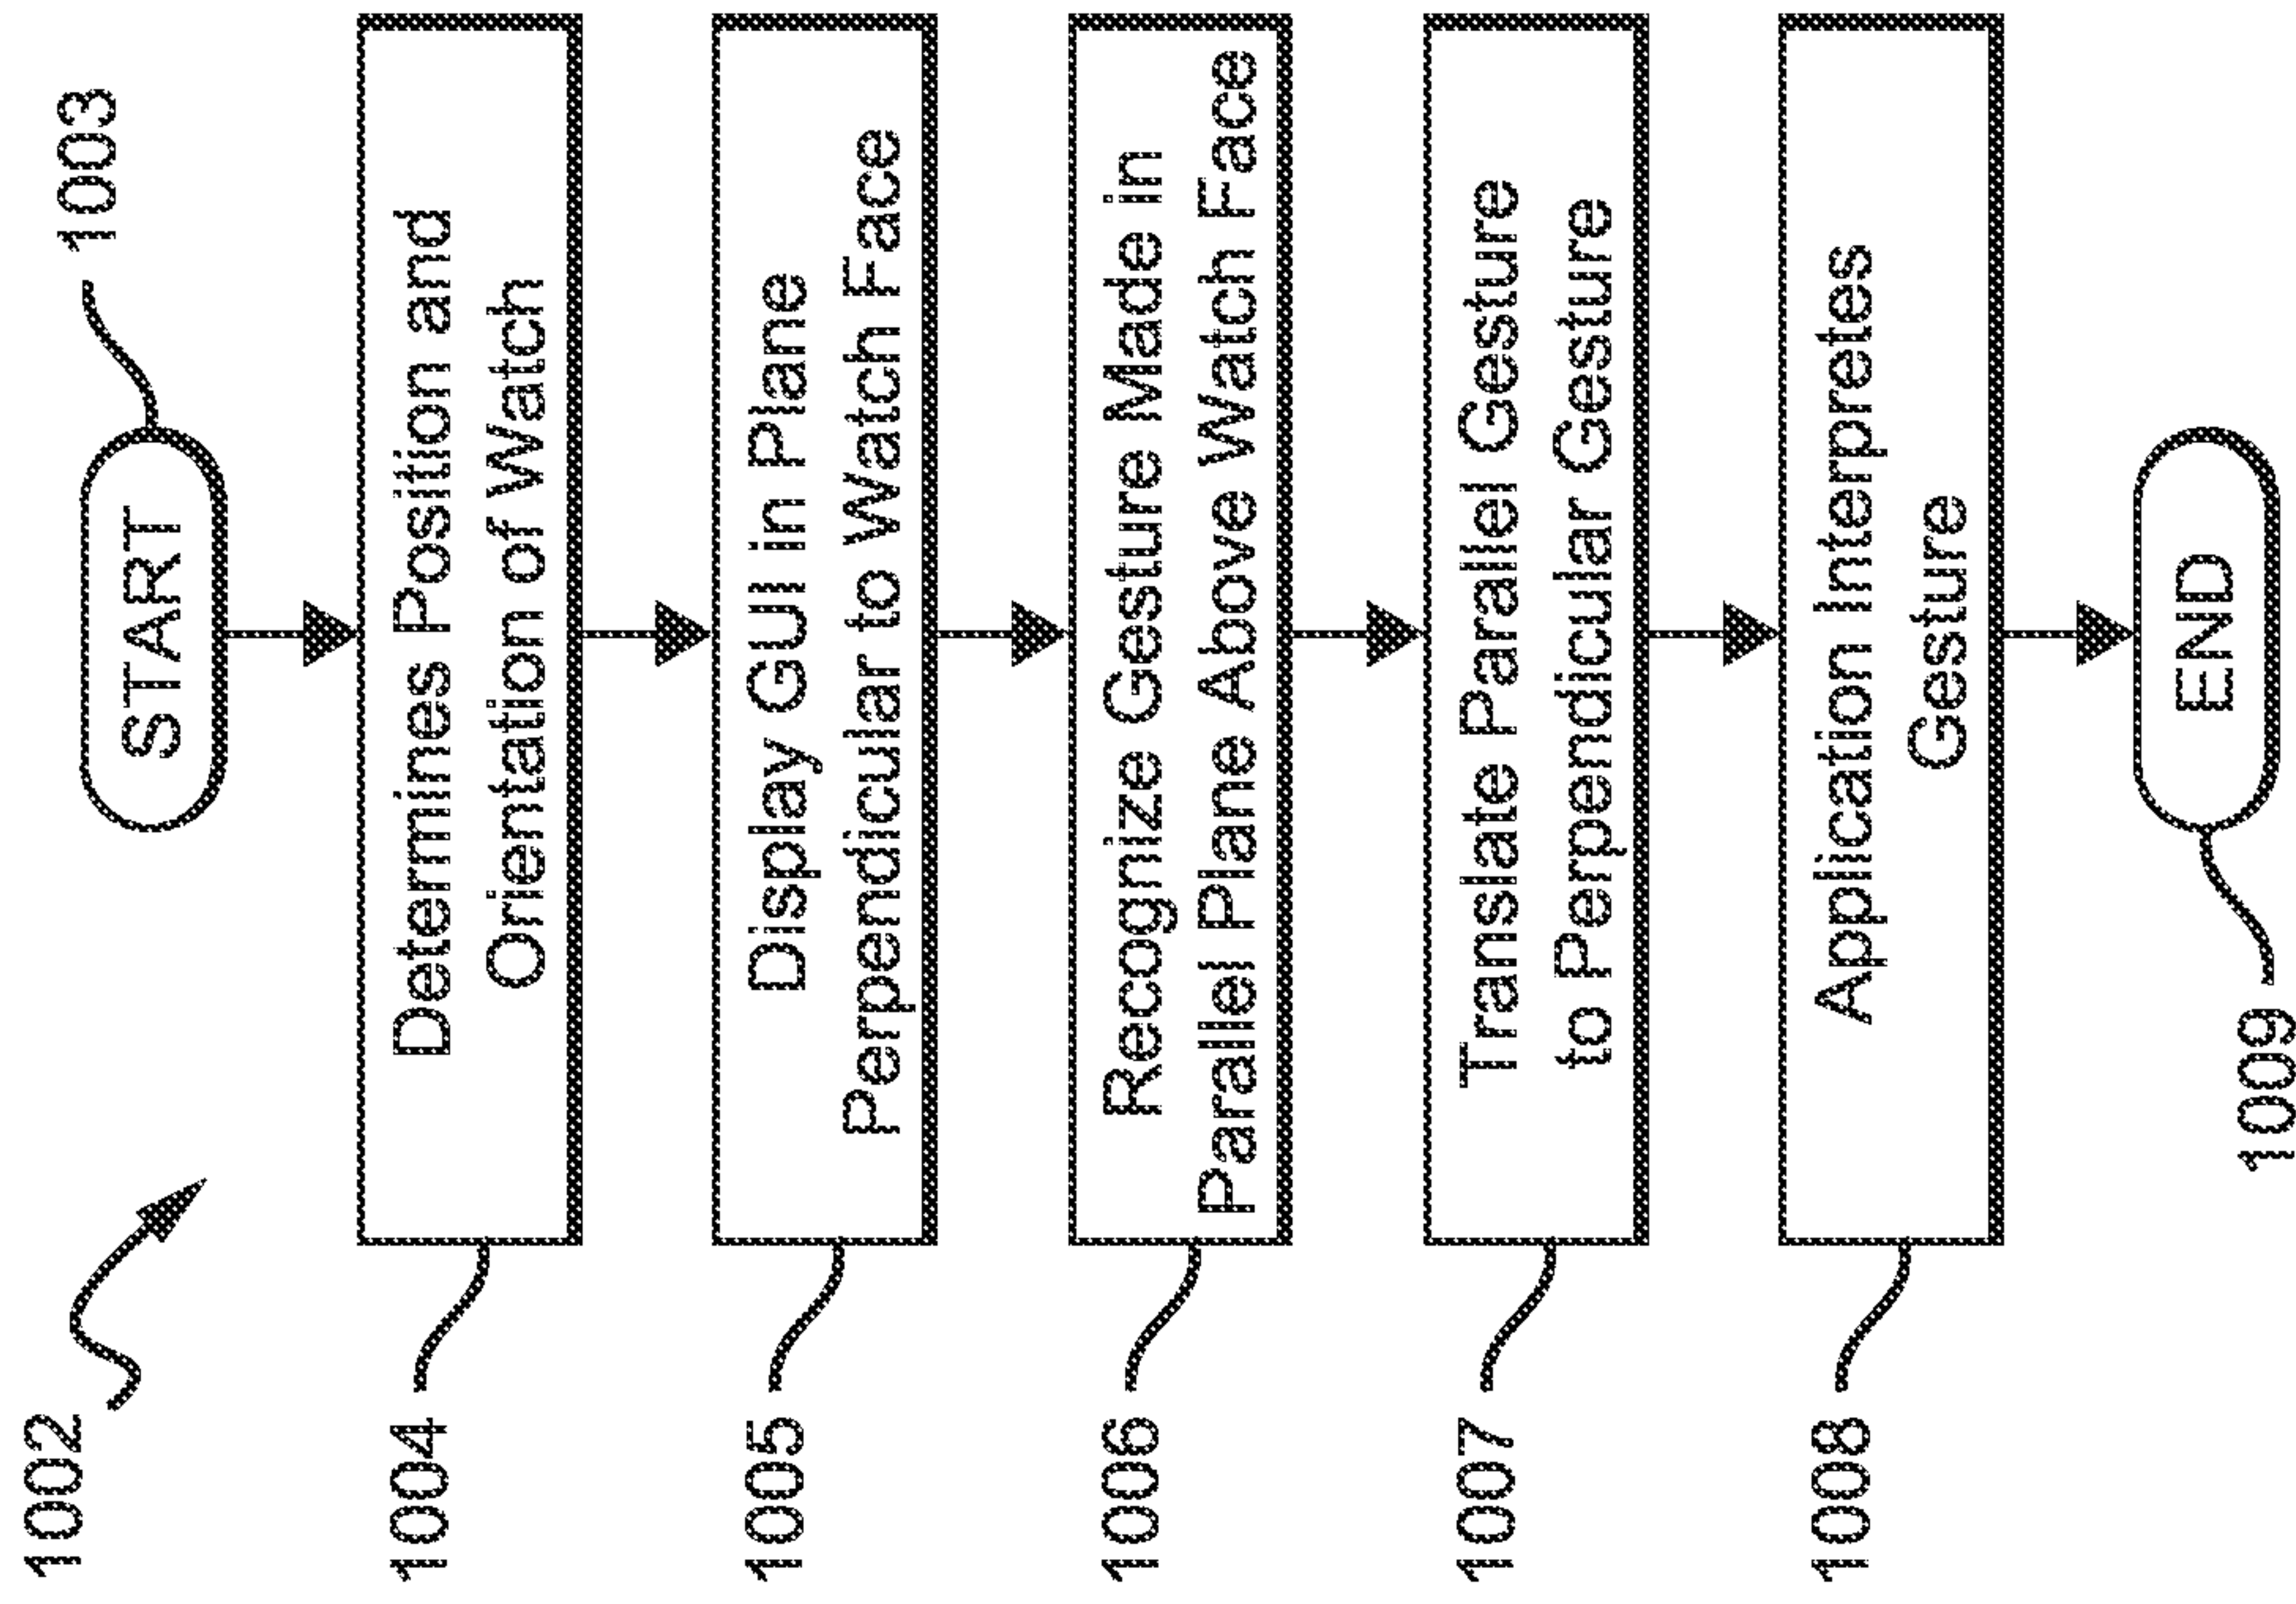 1002
START
1003
1004
Determines Position and
Orientation of Watch
1005
Display GUI in Plane
Perpendicular to Watch Face
1006
Recognize Gesture Made in
Parallel Plane Above Watch Face
1007
Translate Parallel Gesture
to Perpendicular Gesture
1008
Application Interpretes
Gesture
1009
END